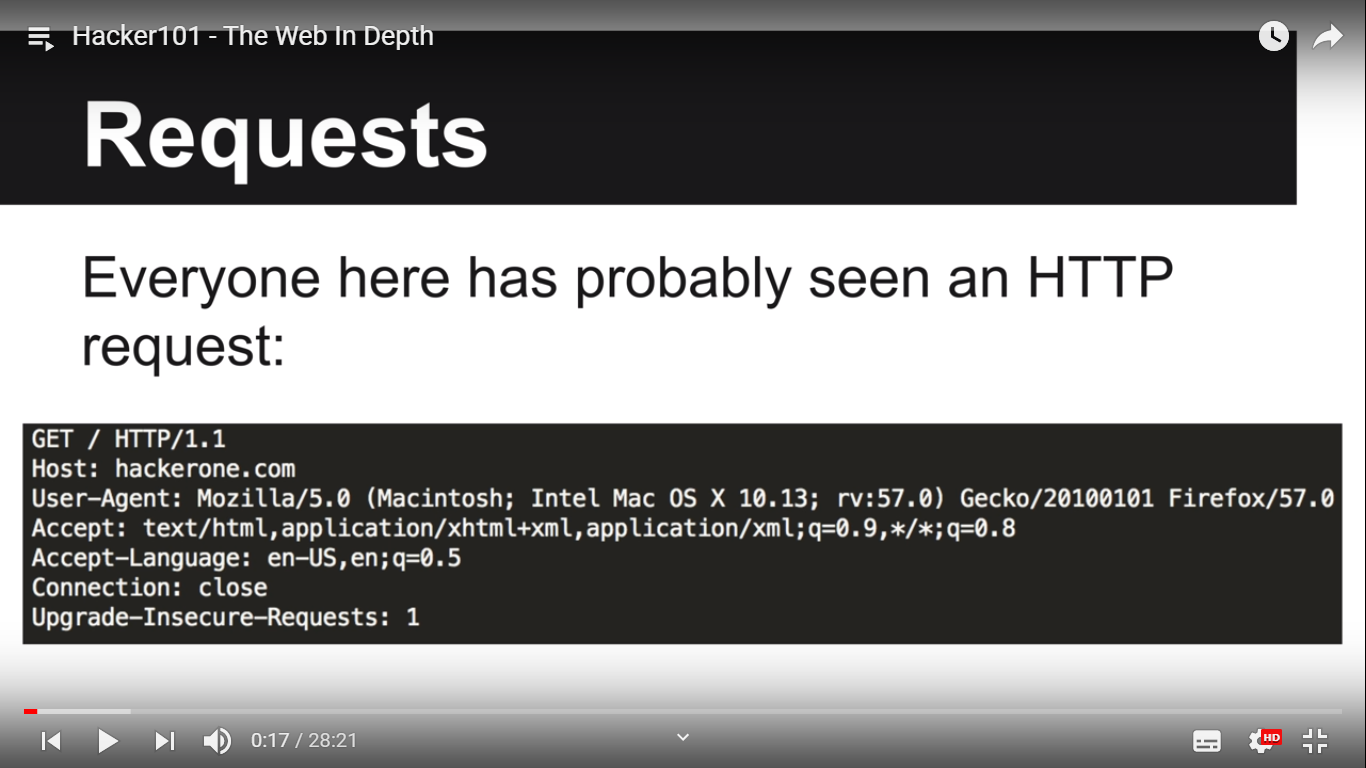 Hacker101 - The Web In Depth
Requests
Everyone here has probably seen an HTTP
request:
GET / HTTP/1.1
Host: hackerone.com
User-Agent: Mozilla/5.0 (Macintosh; Intel Mac OS X 10.13; rv:57.0) Gecko/20100101 Firefox/57.0
Accept: text/html,application/xhtml+xml,application/xml;q=0.9,*/*;q=0.8
Accept-Language: en-US,en;q=0.5
Connection: close
Upgrade-Insecure-Requests: 1
0:17 / 28:21
HD